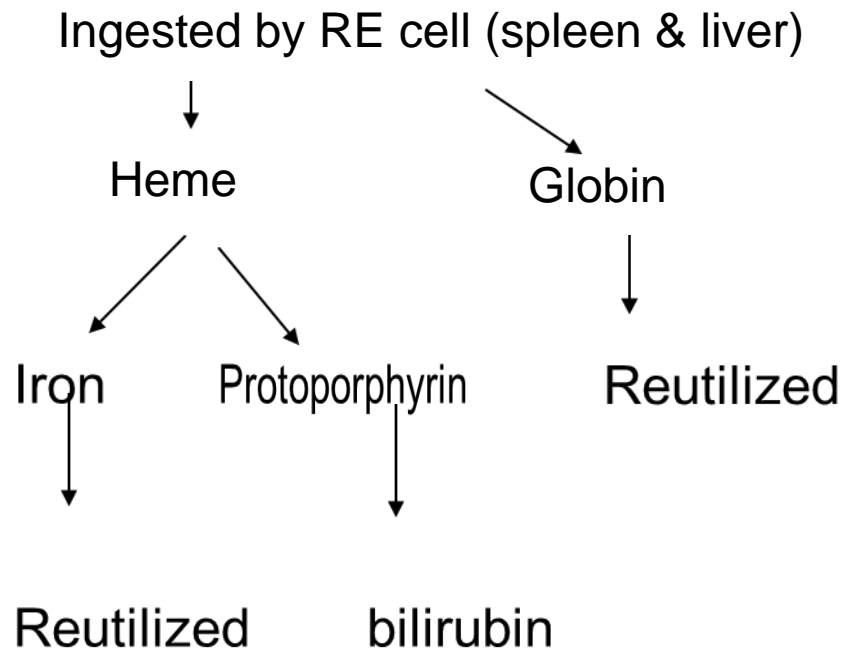 Ingested by RE cell (spleen & liver)
Heme
Globin
Iron
Protoporphyrin
Reutilized
Reutilized
bilirubin